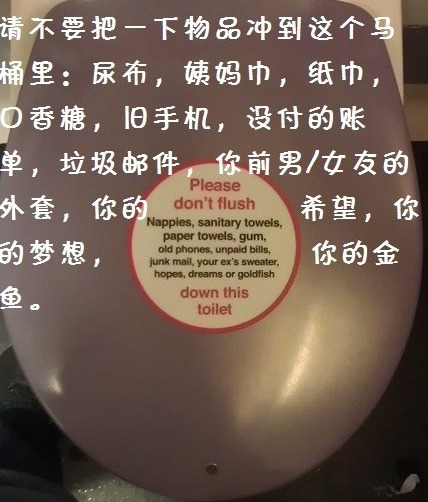 请不要把一下物品冲到这个马
桶里：尿布，姨妈巾，纸巾，
口香糖，旧手机，没付的账
单，垃圾邮件，你前男/女友的
外套，你的 希望，你
的梦想， 你的金
鱼。
Please
don't flush
Nappies, sanitary towels,
paper towels, gum,
old phones, unpaid bills,
junk mail, your ex's sweater,
hopes, dreams or goldfish
down this
toilet